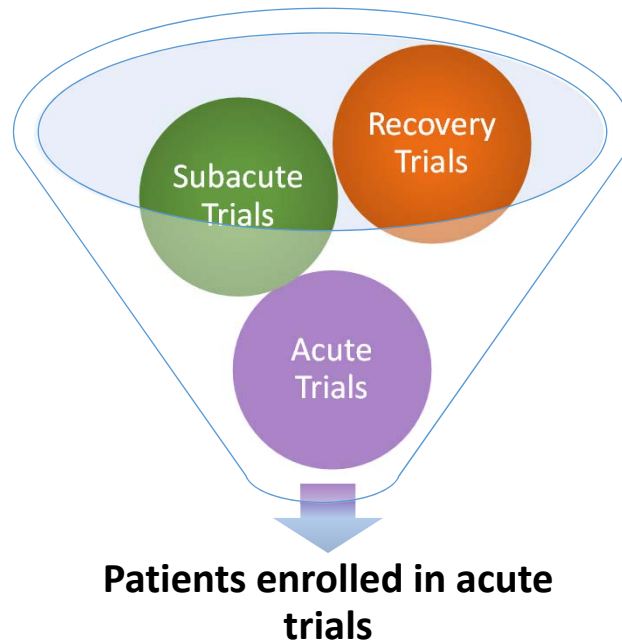 Recovery
Trials
Subacute
Trials
Acute
Trials
Patients enrolled in acute
trials